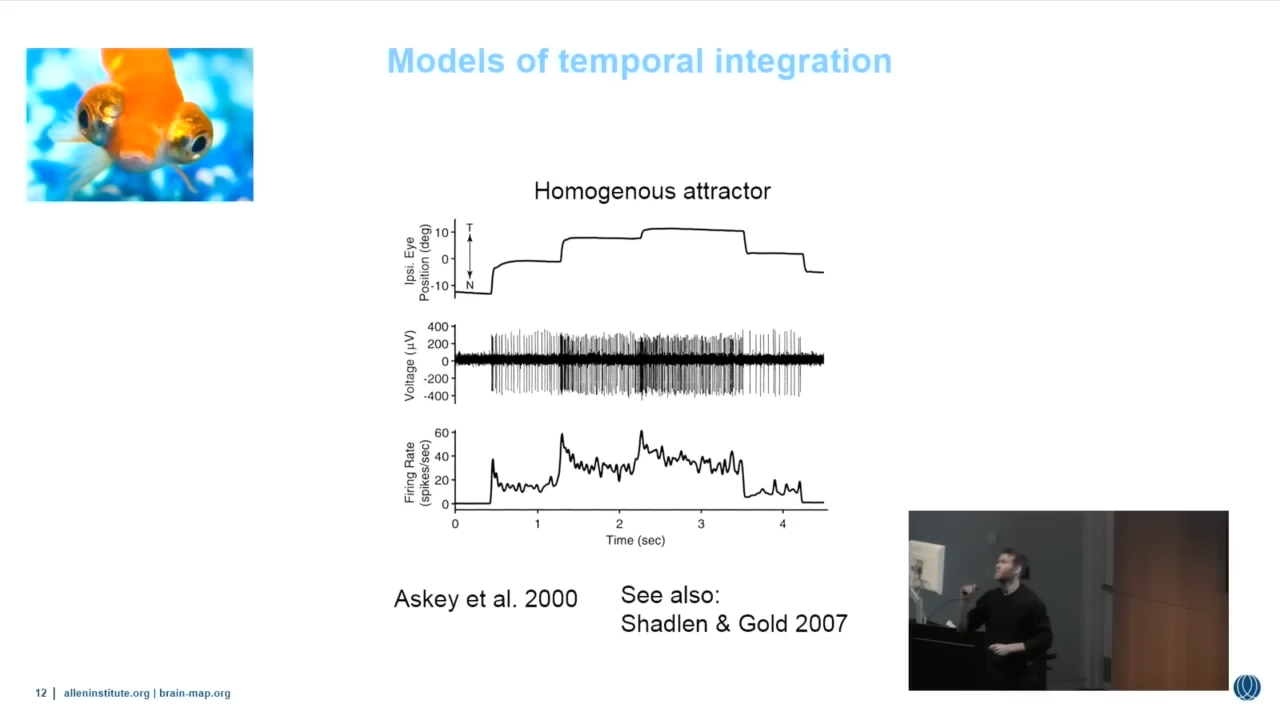 Models of temporal integration
Homogenous attractor
Ipsi. Eye
Position (deg)
10
0
-10
T
N
Voltage (μV)
400
200
0
-200
-400
Firing Rate
(spikes/sec)
60
40
20
0
0 1 2 3 4
Time (sec)
Askey et al. 2000
See also:
Shadlen & Gold 2007
12 | alleninstitute.org | brain-map.org